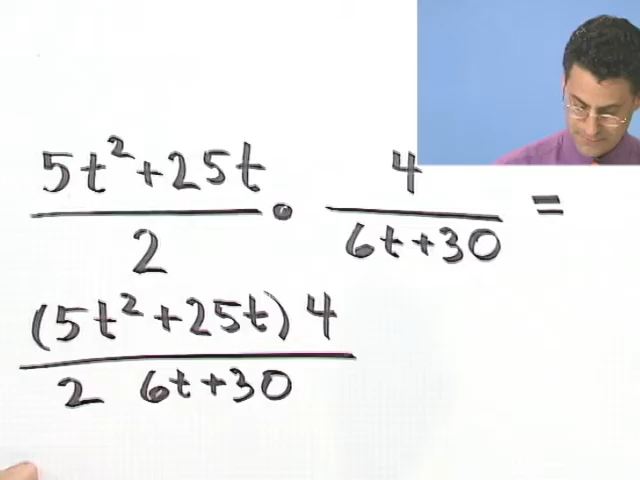 5t²+25t / 2 · 4 / 6t+30 =
(5t²+25t) 4 / 2 6t+30